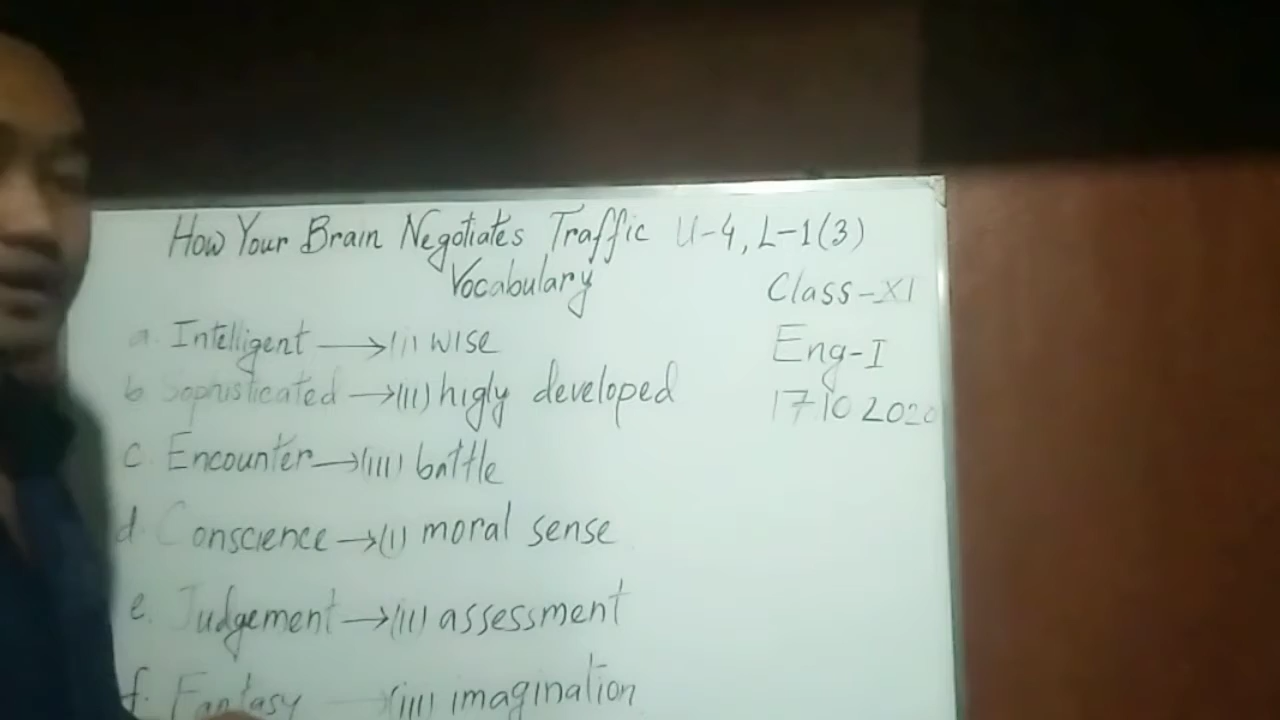 How Your Brain Negotiates Traffic U-4, L-1(3)
Vocabulary
Class-XI
a. Intelligent →(i) wise
Eng-I
b. Sophisticated →(ii) higly developed
17 10 2020
c. Encounter→(iii) battle
d. Conscience →(i) moral sense
e. Judgement →(ii) assessment
f. Fantasy →(iii) imagination